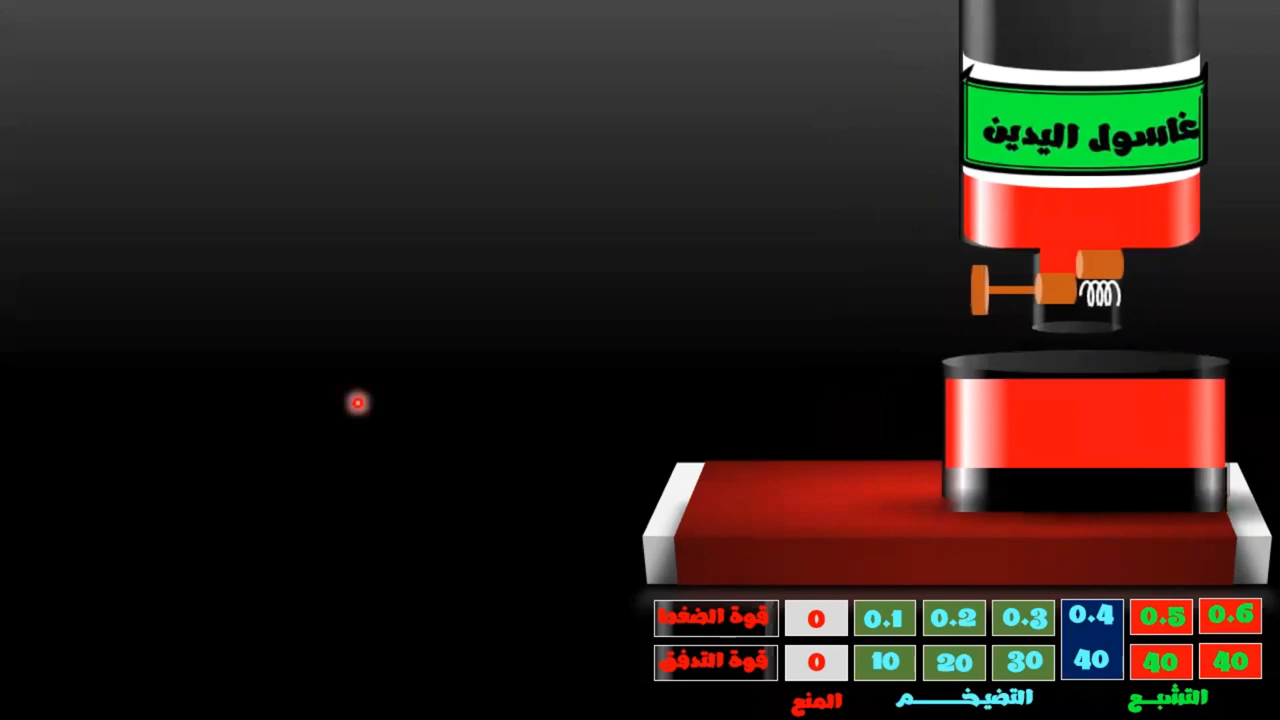 غاسول اليدين
قوة الضغط 0 0.1 0.2 0.3 0.4 0.5 0.6
قوة التدفق 0 10 20 30 40 40 40
المنع التضخيم التشبع